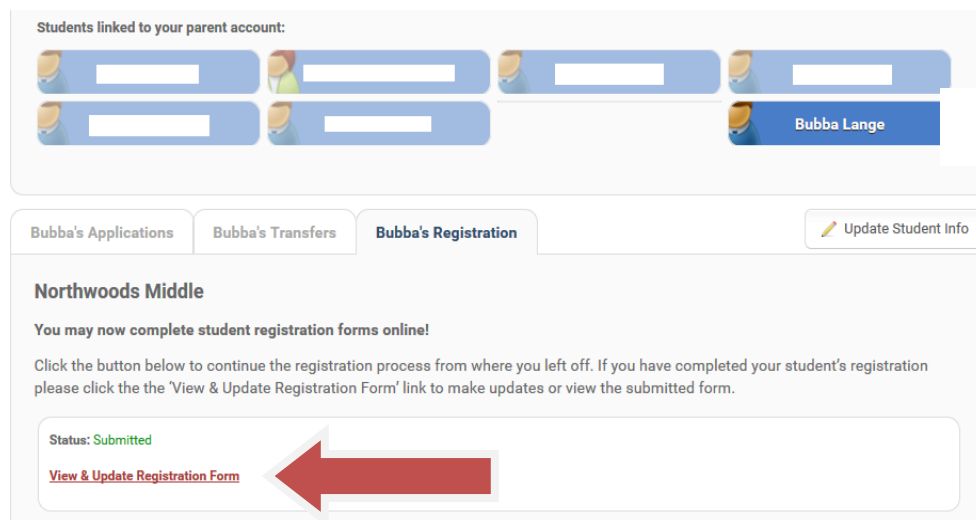 Students linked to your parent account:
Bubba Lange
Bubba's Applications
Bubba's Transfers
Bubba's Registration
Update Student Info
Northwoods Middle
You may now complete student registration forms online!
Click the button below to continue the registration process from where you left off. If you have completed your student's registration
please click the the 'View & Update Registration Form' link to make updates or view the submitted form.
Status: Submitted
View & Update Registration Form